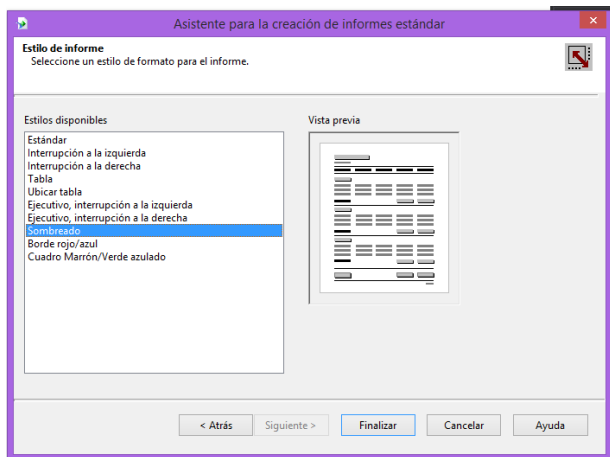 Asistente para la creación de informes estándar
Estilo de informe
Seleccione un estilo de formato para el informe.
Estilos disponibles
Vista previa
Estándar
Interrupción a la izquierda
Interrupción a la derecha
Tabla
Ubicar tabla
Ejecutivo, interrupción a la izquierda
Ejecutivo, interrupción a la derecha
Sombreado
Borde rojo/azul
Cuadro Marrón/Verde azulado
< Atrás Siguiente > Finalizar Cancelar Ayuda